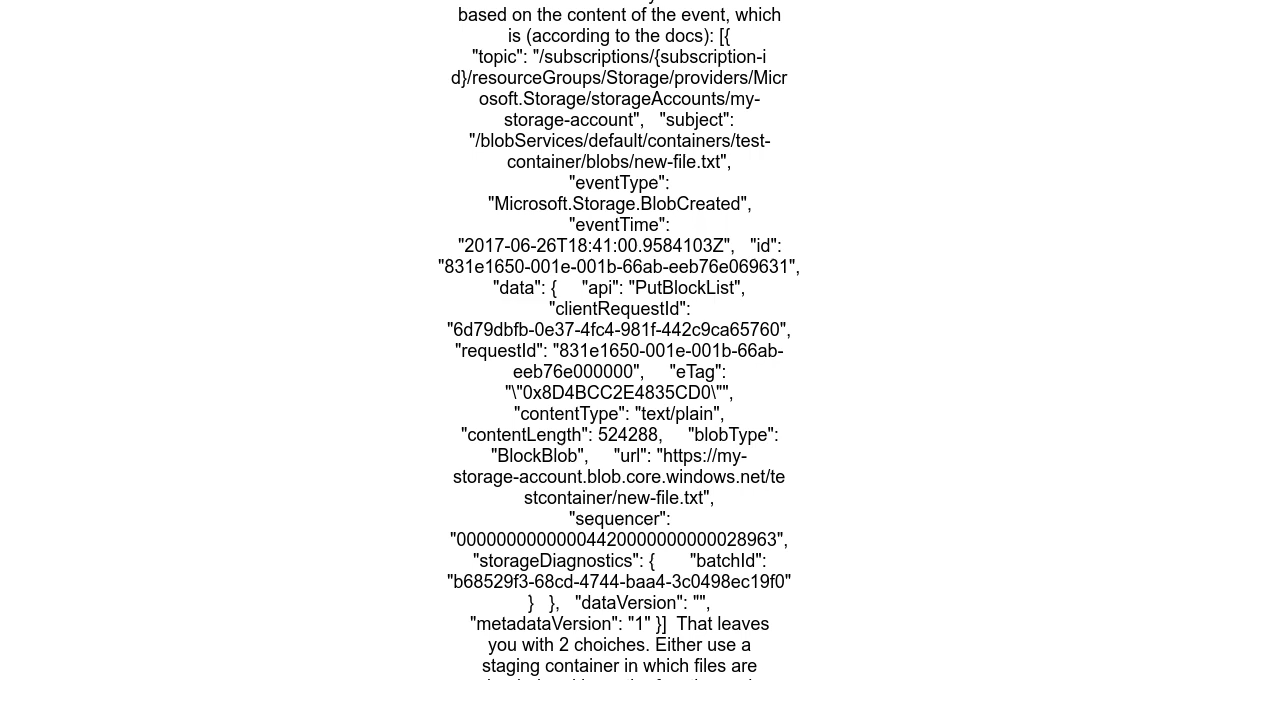 based on the content of the event, which
is (according to the docs): [{
"topic": "/subscriptions/{subscription-i
d}/resourceGroups/Storage/providers/Micr
osoft.Storage/storageAccounts/my-
storage-account",   "subject":
"/blobServices/default/containers/test-
container/blobs/new-file.txt",
"eventType":
"Microsoft.Storage.BlobCreated",
"eventTime":
"2017-06-26T18:41:00.9584103Z",   "id":
"831e1650-001e-001b-66ab-eeb76e069631",
"data": {     "api": "PutBlockList",
"clientRequestId":
"6d79dbfb-0e37-4fc4-981f-442c9ca65760",
"requestId": "831e1650-001e-001b-66ab-
eeb76e000000",     "eTag":
"\"0x8D4BCC2E4835CD0\"",
"contentType": "text/plain",
"contentLength": 524288,     "blobType":
"BlockBlob",     "url": "https://my-
storage-account.blob.core.windows.net/te
stcontainer/new-file.txt",
"sequencer":
"00000000000004420000000000028963",
"storageDiagnostics": {       "batchId":
"b68529f3-68cd-4744-baa4-3c0498ec19f0"
}   },   "dataVersion": "",
"metadataVersion": "1" }]  That leaves
you with 2 choiches. Either use a
staging container in which files are